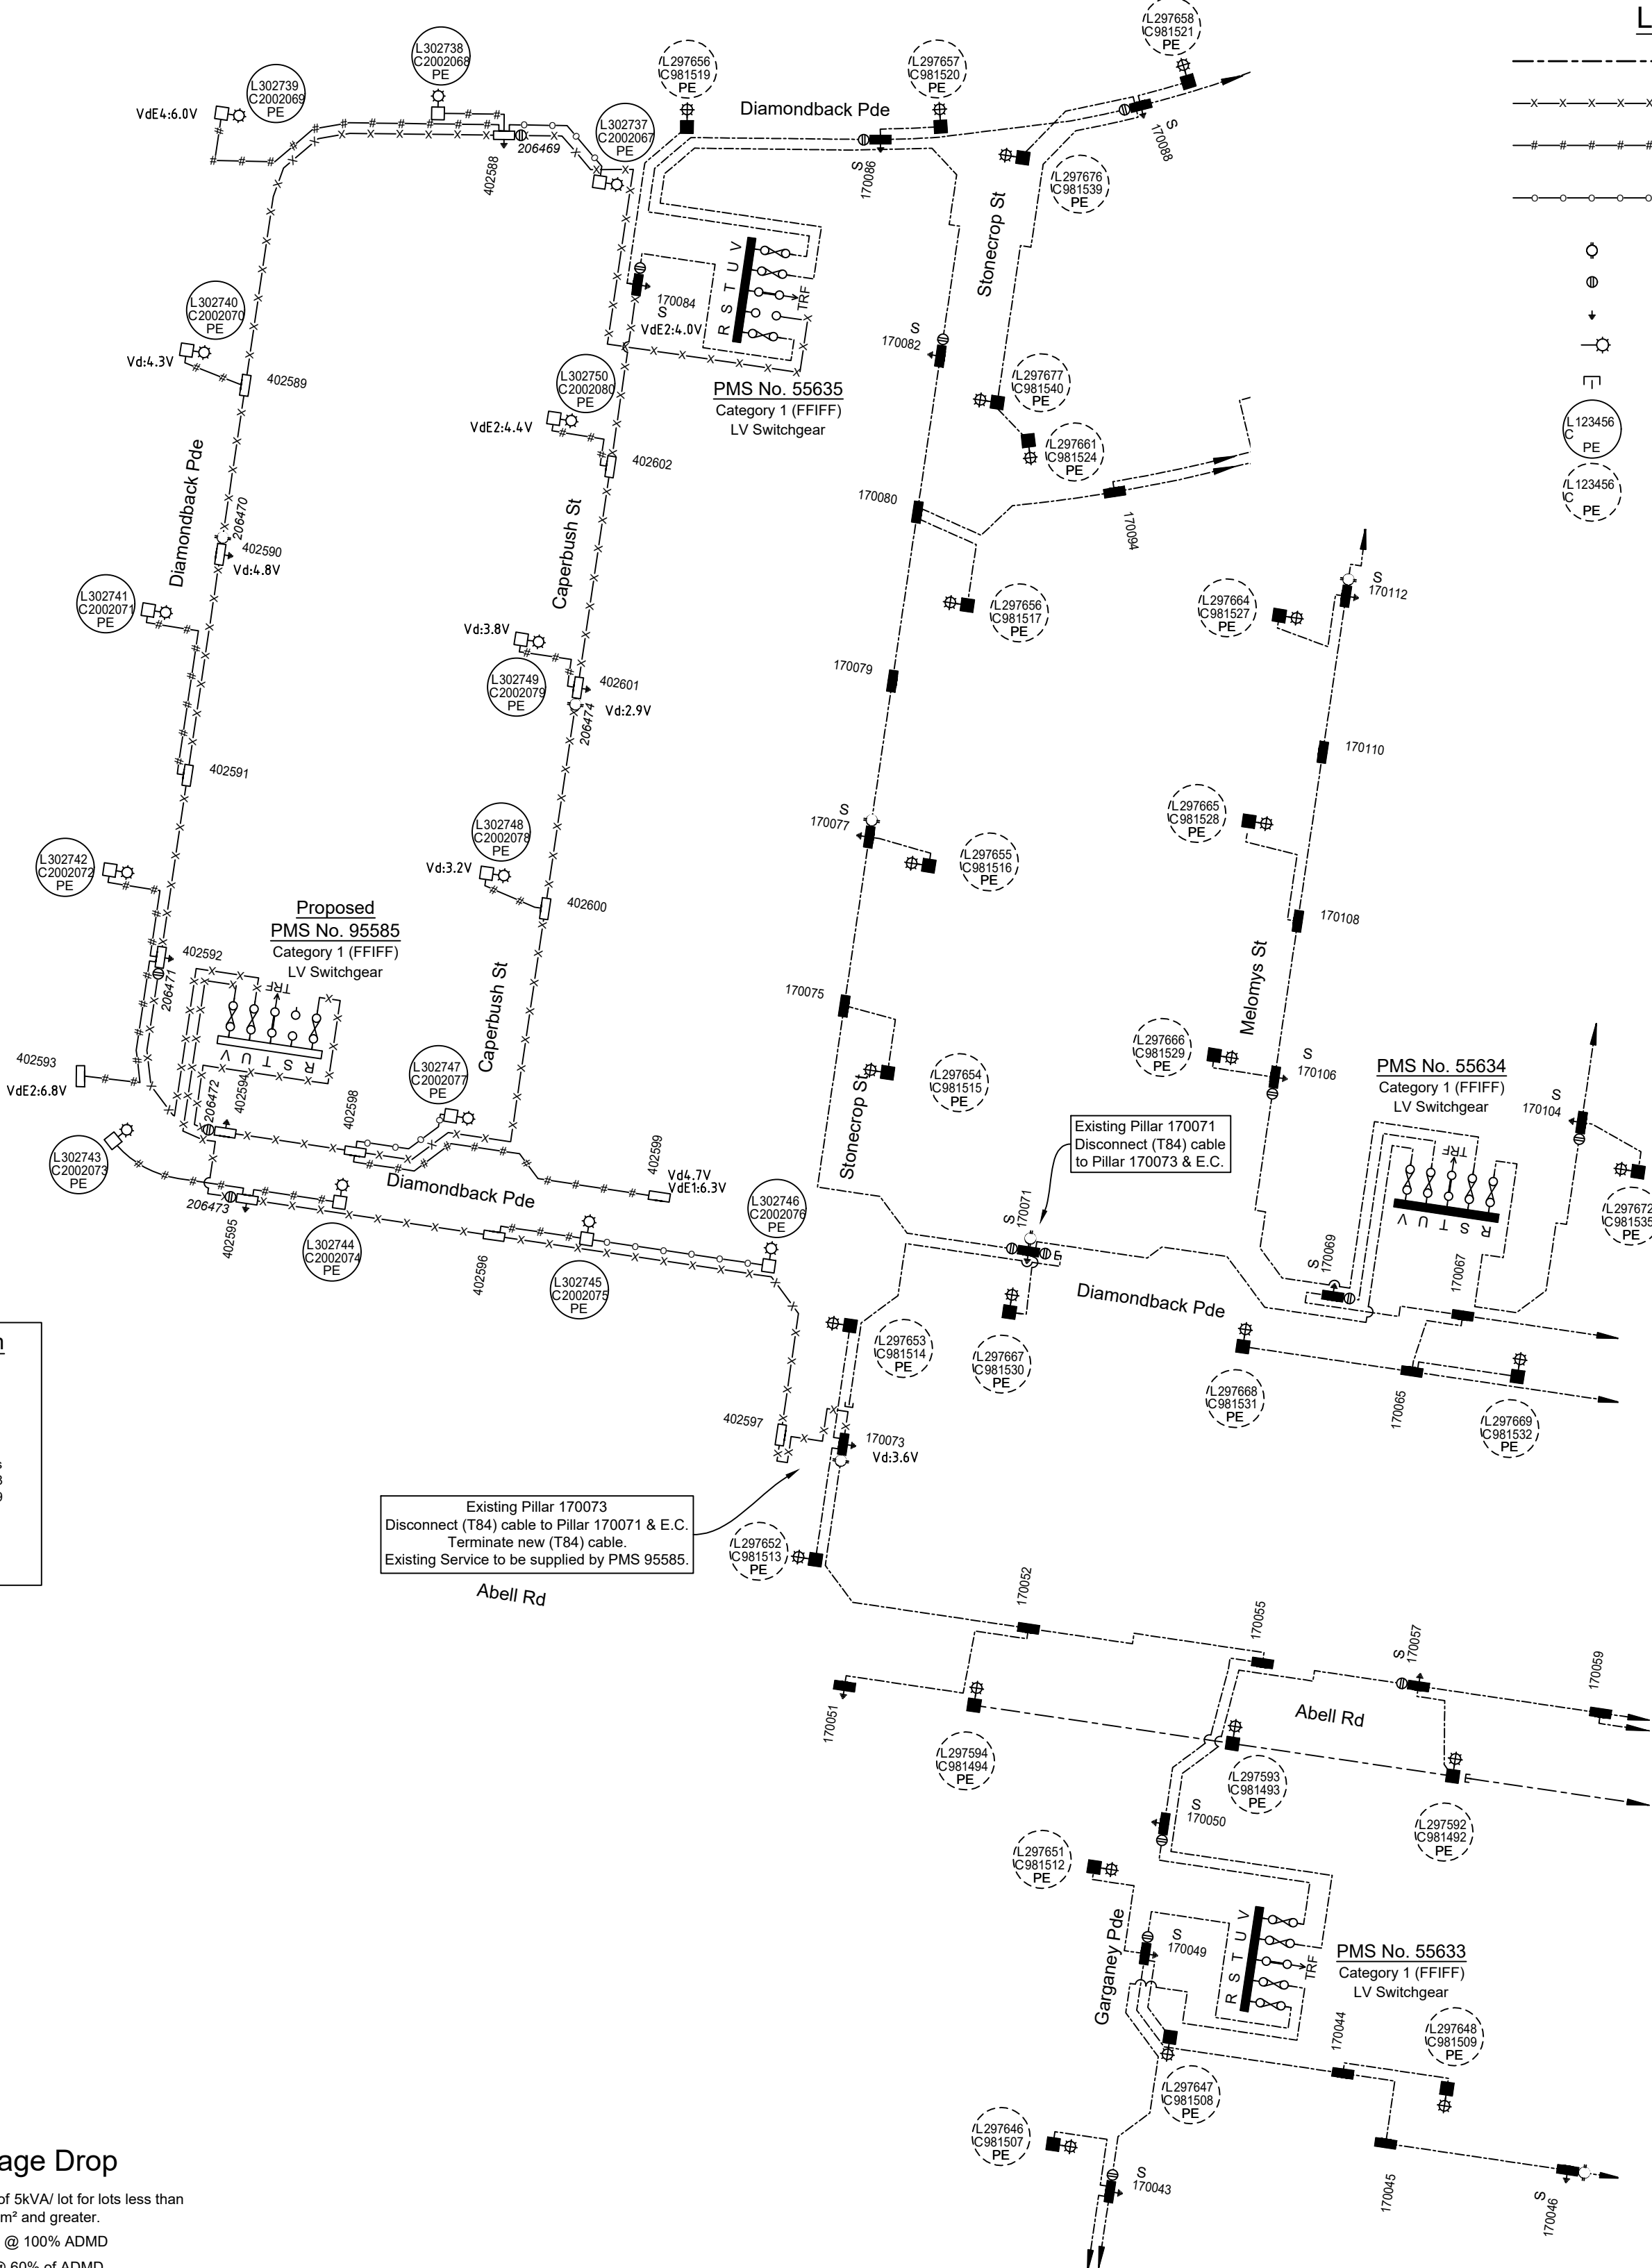 L
L297658
C981521
PE
L302738
C2002068
PE
L297656
C981519
PE
L297657
C981520
PE
L302739
C2002069
PE
VdE4:6.0V
Diamondback Pde
L302737
C2002067
PE
206469
402588
S
170086
S
170088
L297676
C981539
PE
Stonecrop St
R S T U V
TRF
170084
S
VdE2:4.0V
L302740
C2002070
PE
Vd:4.3V
402589
S
170082
L302750
C2002080
PE
VdE2:4.4V
402602
PMS No. 55635
Category 1 (FFIFF)
LV Switchgear
L297677
C981540
PE
L297661
C981524
PE
L123456
C
PE
L123456
C
PE
Diamondback Pde
206470
402590
Vd:4.8V
Caperbush St
170080
170094
L302741
C2002071
PE
L297656
C981517
PE
L297664
C981527
PE
S
170112
Vd:3.8V
L302749
C2002079
PE
402601
206474
Vd:2.9V
170079
170110
402591
S
170077
L297655
C981516
PE
L297665
C981528
PE
L302748
C2002078
PE
Vd:3.2V
402600
L302742
C2002072
PE
Proposed
PMS No. 95585
Category 1 (FFIFF)
LV Switchgear
402592
206471
TRF
R S T U V
170108
Melomys St
170075
Caperbush St
402593
VdE2:6.8V
L302747
C2002077
PE
206472
402594
402598
L297654
C981515
PE
Stonecrop St
L297666
C981529
PE
S
170106
PMS No. 55634
Category 1 (FFIFF)
LV Switchgear
TRF
R S T U V
S
170104
L297672
C981535
PE
Existing Pillar 170071
Disconnect (T84) cable
to Pillar 170073 & E.C.
L302743
C2002073
PE
402599
Vd4.7V
VdE1:6.3V
Diamondback Pde
206473
402595
L302744
C2002074
PE
402596
L302745
C2002075
PE
L302746
C2002076
PE
S
170071
E
S
170069
170067
Diamondback Pde
L297653
C981514
PE
L297667
C981530
PE
L297668
C981531
PE
170065
L297669
C981532
PE
402597
170073
Vd:3.6V
Existing Pillar 170073
Disconnect (T84) cable to Pillar 170071 & E.C.
Terminate new (T84) cable.
Existing Service to be supplied by PMS 95585.
L297652
C981513
PE
Abell Rd
170052
170055
S
170057
170059
170051
Abell Rd
L297594
C981494
PE
L297593
C981493
PE
E
L297592
C981492
PE
S
170050
L297651
C981512
PE
Garganey Pde
S
170049
R S T U V
TRF
PMS No. 55633
Category 1 (FFIFF)
LV Switchgear
170044
L297648
C981509
PE
L297647
C981508
PE
L297646
C981507
PE
S
170043
170045
S
170046
age Drop
of 5kVA/ lot for lots less than
m² and greater.
@ 100% ADMD
@ 60% of ADMD